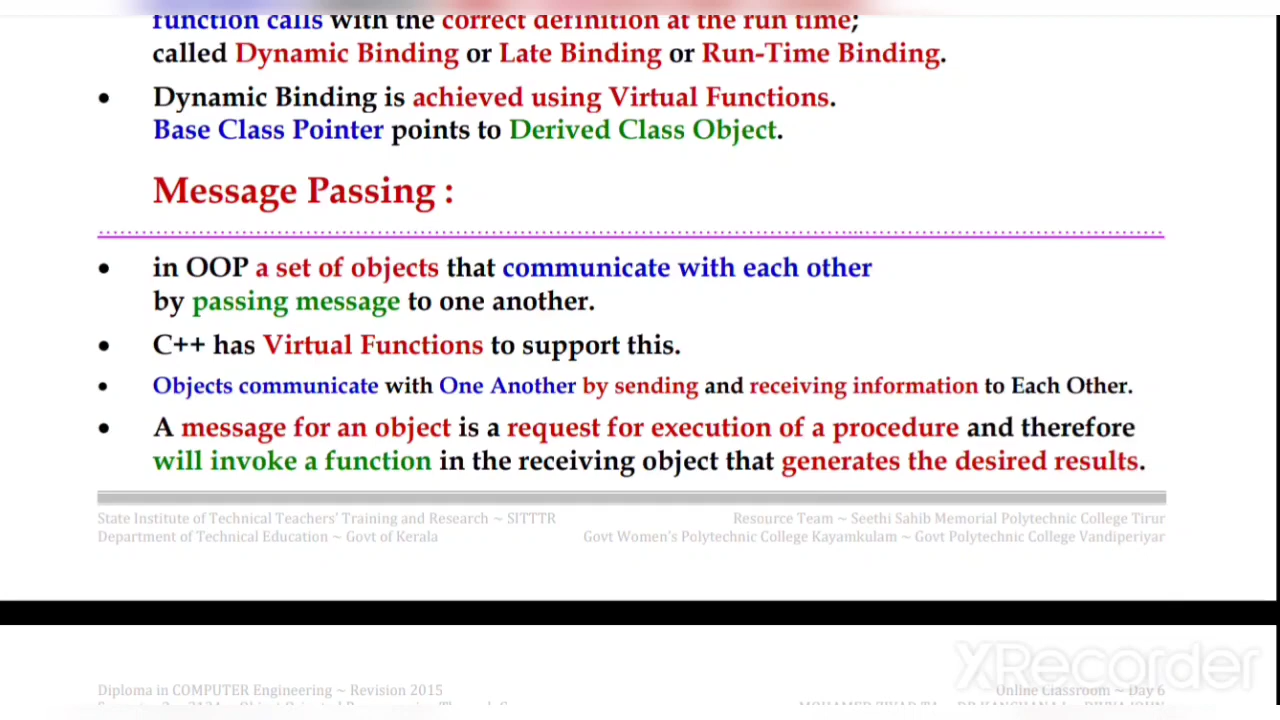 function calls with the correct definition at the run time;
called Dynamic Binding or Late Binding or Run-Time Binding.
• Dynamic Binding is achieved using Virtual Functions.
Base Class Pointer points to Derived Class Object.
Message Passing :
• in OOP a set of objects that communicate with each other
by passing message to one another.
• C++ has Virtual Functions to support this.
• Objects communicate with One Another by sending and receiving information to Each Other.
• A message for an object is a request for execution of a procedure and therefore
will invoke a function in the receiving object that generates the desired results.
State Institute of Technical Teachers' Training and Research ~ SITTTR
Resource Team ~ Seethi Sahib Memorial Polytechnic College Tirur
Department of Technical Education ~ Govt of Kerala
Govt Women's Polytechnic College Kayamkulam ~ Govt Polytechnic College Vandiperiyar
XRecorder
Diploma in COMPUTER Engineering ~ Revision 2015
Online Classroom ~ Day 6